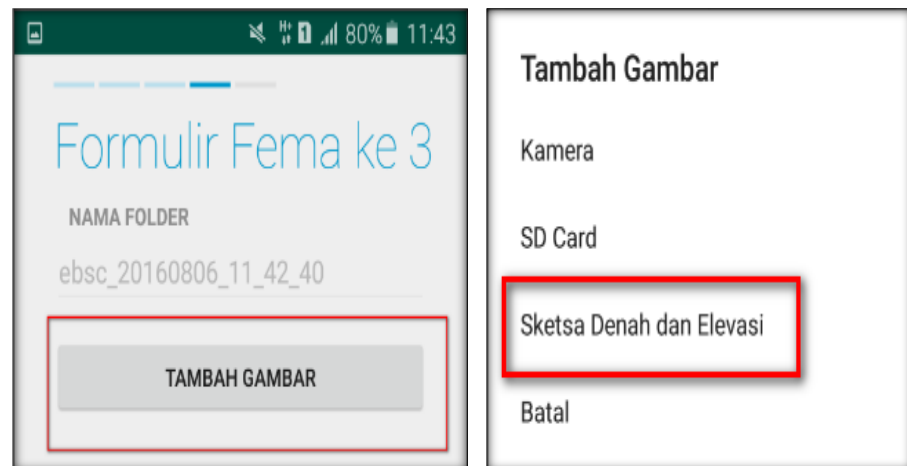 H+ 1 80% 11:43
Formulir Fema ke 3
NAMA FOLDER
ebsc_20160806_11_42_40
TAMBAH GAMBAR
Tambah Gambar
Kamera
SD Card
Sketsa Denah dan Elevasi
Batal